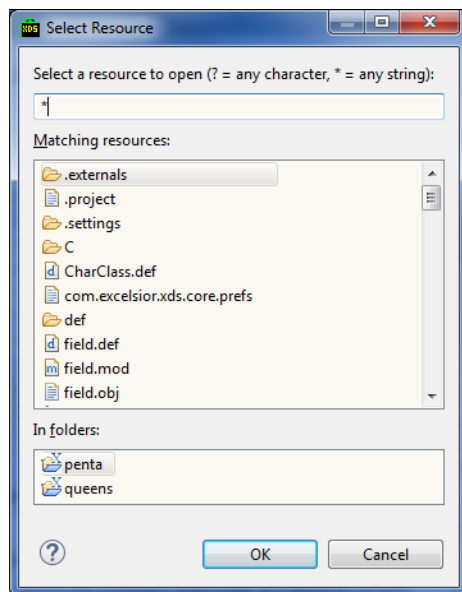 XDS Select Resource
Select a resource to open (? = any character, * = any string):
*
Matching resources:
.externals
.project
.settings
C
d CharClass.def
com.excelsior.xds.core.prefs
def
d field.def
m field.mod
field.obj
In folders:
penta
queens
? OK Cancel